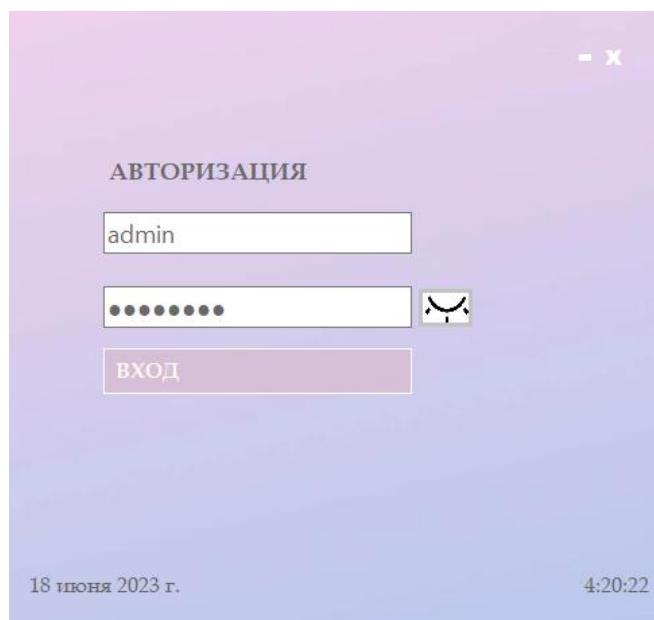 - x
АВТОРИЗАЦИЯ
admin
••••••••
ВХОД
18 июня 2023 г.
4:20:22